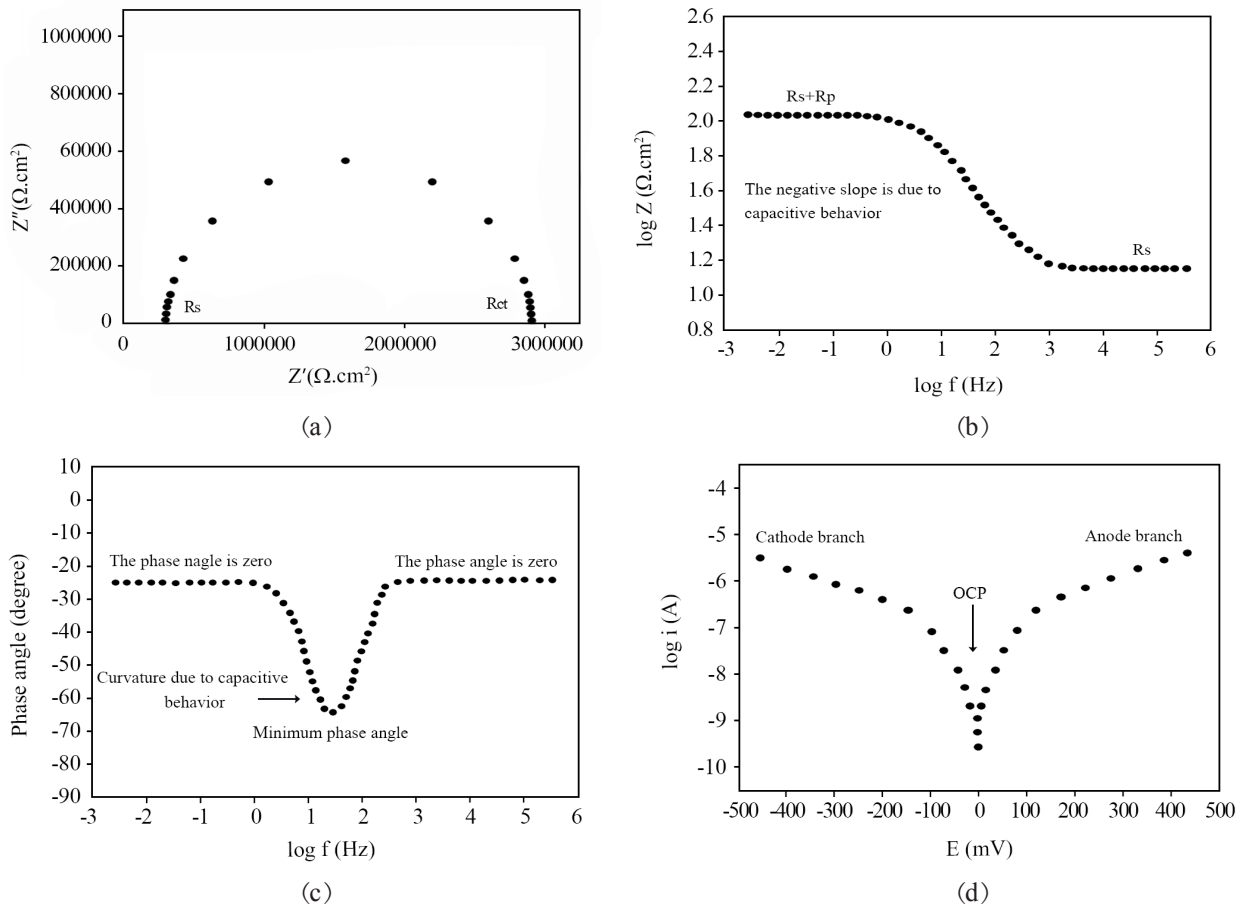 1000000
800000
60000
400000
200000
0
Z″(Ω.cm²)
Rs
Rct
0
1000000
2000000
3000000
Z′(Ω.cm²)
(a)
2.6
2.4
2.2
2.0
1.8
1.6
1.4
1.2
1.0
0.8
log Z (Ω.cm²)
Rs+Rp
The negative slope is due to
capacitive behavior
Rs
-3 -2 -1 0 1 2 3 4 5 6
log f (Hz)
(b)
10
0
-10
-20
-30
-40
-50
-60
-70
-80
-90
Phase angle (degree)
The phase nagle is zero
The phase angle is zero
Curvature due to capacitive
behavior
Minimum phase angle
-3 -2 -1 0 1 2 3 4 5 6
log f (Hz)
(c)
-4
-5
-6
-7
-8
-9
-10
log i (A)
Cathode branch
Anode branch
OCP
-500 -400 -300 -200 -100 0 100 200 300 400 500
E (mV)
(d)